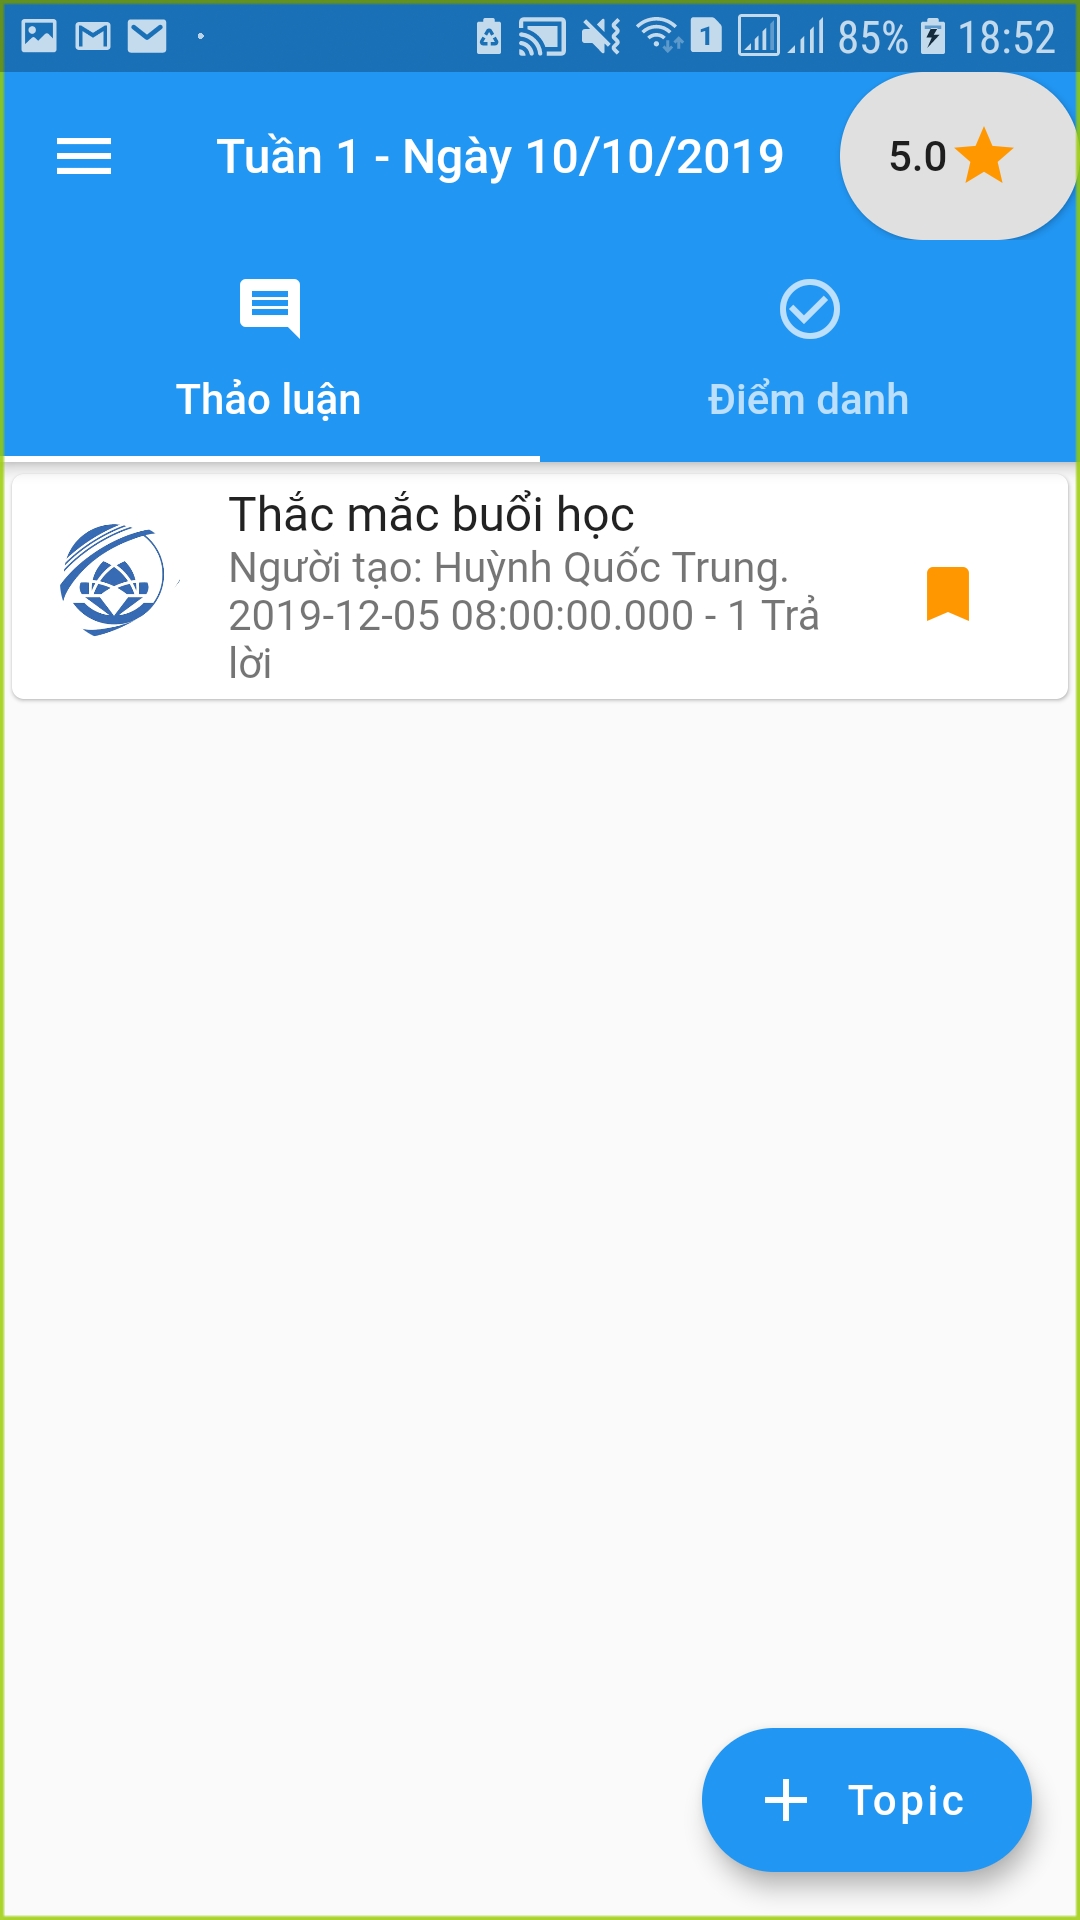 1 85% 18:52
Tuần 1 - Ngày 10/10/2019 5.0
Thảo luận Điểm danh
Thắc mắc buổi học
Người tạo: Huỳnh Quốc Trung.
2019-12-05 08:00:00.000 - 1 Trả
lời
Topic